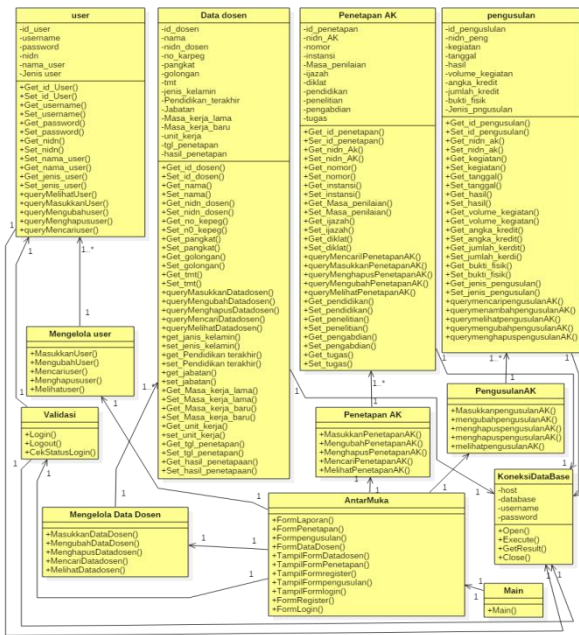 user
-id_user
-username
-password
-nidn
-nama_user
-Jenis user
+Get_id_User()
+Set_id_User()
+Get_username()
+Set_username()
+Get_password()
+Set_password()
+Get_nidn()
+Set_nidn()
+Set_nama_user()
+Get_nama_user()
+Get_jenis_user()
+Set_jenis_user()
+queryMelihatUser()
+queryMasukkanUser()
+queryMengubahuser()
+queryMenghapususer()
+queryMencariuser()
Data dosen
-id_dosen
-nama
-nidn_dosen
-no_karpeg
-pangkat
-golongan
-tmt
-jenis_kelamin
-Pendidikan terakhir
-Jabatan
-Masa_kerja_lama
-Masa_kerja_baru
-unit_kerja
-tgl_penetapan
-hasil_penetapan
+Get_id_dosen()
+Set_id_dosen()
+Get_nama()
+Set_nama()
+Get_nidn_dosen()
+Set_nidn_dosen()
+Get_no_kepeg()
+Set_n0_kepeg()
+Get_pangkat()
+Set_pangkat()
+Get_golongan()
+Set_golongan()
+Get_tmt()
+Set_tmt()
+queryMasukkanDatadosen()
+queryMengubahDatadosen()
+queryMenghapusDatadosen()
+queryMencariDatadosen()
+queryMelihatDatadosen()
+get_janis_kelamin()
+set_jenis_kelamin()
+get_Pendidikan terakhir()
+set_Pendidikan terakhir()
+get_jabatan()
+set_jabatan()
+Get_Masa_kerja_lama()
+Set_Masa_kerja_lama()
+Get_Masa_kerja_baru()
+Set_Masa_kerja_baru()
+Get_unit_kerja()
+set_unit_kerja()
+Get_tgl_penetapan()
+Set_tgl_penetapan()
+Get_hasil_penetapan()
+Set_hasil_penetapaan()
Penetapan AK
-id_penetapan
-nidn_AK
-nomor
-instansi
-Masa_penilaian
-ijazah
-diklat
-pendidikan
-penelitian
-pengabdian
-tugas
+Get_id_penetapan()
+Ser_id_penetapan()
+Get_nidn_Ak()
+Set_nidn_AK()
+Get_nomor()
+Set_nomor()
+Get_instansi()
+Set_instansi()
+Get_Masa_penilaian()
+Set_Masa_penilaian()
+Get_ijazah()
+Set_ijazah()
+Get_diklat()
+Set_diklat()
+queryMencarilPenetapanAK()
+queryMasukkanPenetapanAK()
+queryMenghapusPenetapanAK()
+queryMengubahPenetapanAK()
+queryMelihatPenetapanAK()
+Get_pendidikan()
+Set_pendidikan()
+Get_penelitian()
+Set_penelitian()
+Get_pengabdian()
+Set_pengabdian()
+Get_tugas()
+Set_tugas()
pengusulan
-id_penguslulan
-nidn_peng
-kegiatan
-tanggal
-hasil
-volume_kegiatan
-angka_kredit
-jumlah_kredit
-bukti_fisik
-Jenis_pngusulan
+Get_id_pengusulan()
+Set_id_pengusulan()
+Get_nidn_ak()
+Set_nidn_ak()
+Get_kegiatan()
+Set_kegiatan()
+Get_tanggal()
+Set_tanggal()
+Get_hasil()
+Set_hasil()
+Get_volume_kegiatan()
+Set_volume_kegiatan()
+Get_angka_kredit()
+Set_angka_kredit()
+Get_jumlah_kerdit()
+Set_jumlah_kerdi()
+Get_bukti_fisik()
+Set_bukti_fisik()
+Get_jenis_pengusulan()
+Set_jenis_pengusulan()
+querymencaripengusulanAK()
+querymenambahpengusulanAK()
+querymelihatpengusulanAK()
+querymengubahpengusulanAK()
+querymenghapuspengusulanAK()
1
1
1
1..*
1
1
1..*
1..*
1..*
1
1
Mengelola user
+MasukkanUser()
+MengubahUser()
+Mencariuser()
+Menghapususer()
+Melihatuser()
Validasi
+Login()
+Logout()
+CekStatusLogin()
Penetapan AK
+MasukkanPenetapanAK()
+MengubahPenetapanAK()
+MenghapusPenetapanAK()
+MencariPenetapanAK()
+MelihatPenetapanAK()
PengusulanAK
+MasukkanpengusulanAK()
+mengubahpengusulanAK()
+menghapuspengusulanAK()
+menghapuspengusulanAK()
+melihatpengusulanAK()
KoneksiDataBase
-host
-database
-username
-password
+Open()
+Execute()
+GetResult()
+Close()
Mengelola Data Dosen
+MasukkanDataDosen()
+MengubahDataDosen()
+MenghapusDatadosen()
+MencariDatadosen()
+MelihatDatadosen()
AntarMuka
+FormLaporan()
+FormPenetapan()
+Formpengusulan()
+FormDataDosen()
+TampilFormDatadosen()
+TampilFormPenetapan()
+TampilFormregister()
+TampilFormpengusulan()
+TampilFormlogin()
+FormRegister()
+FormLogin()
Main
+Main()
1
1
1
1
1
1
1
1